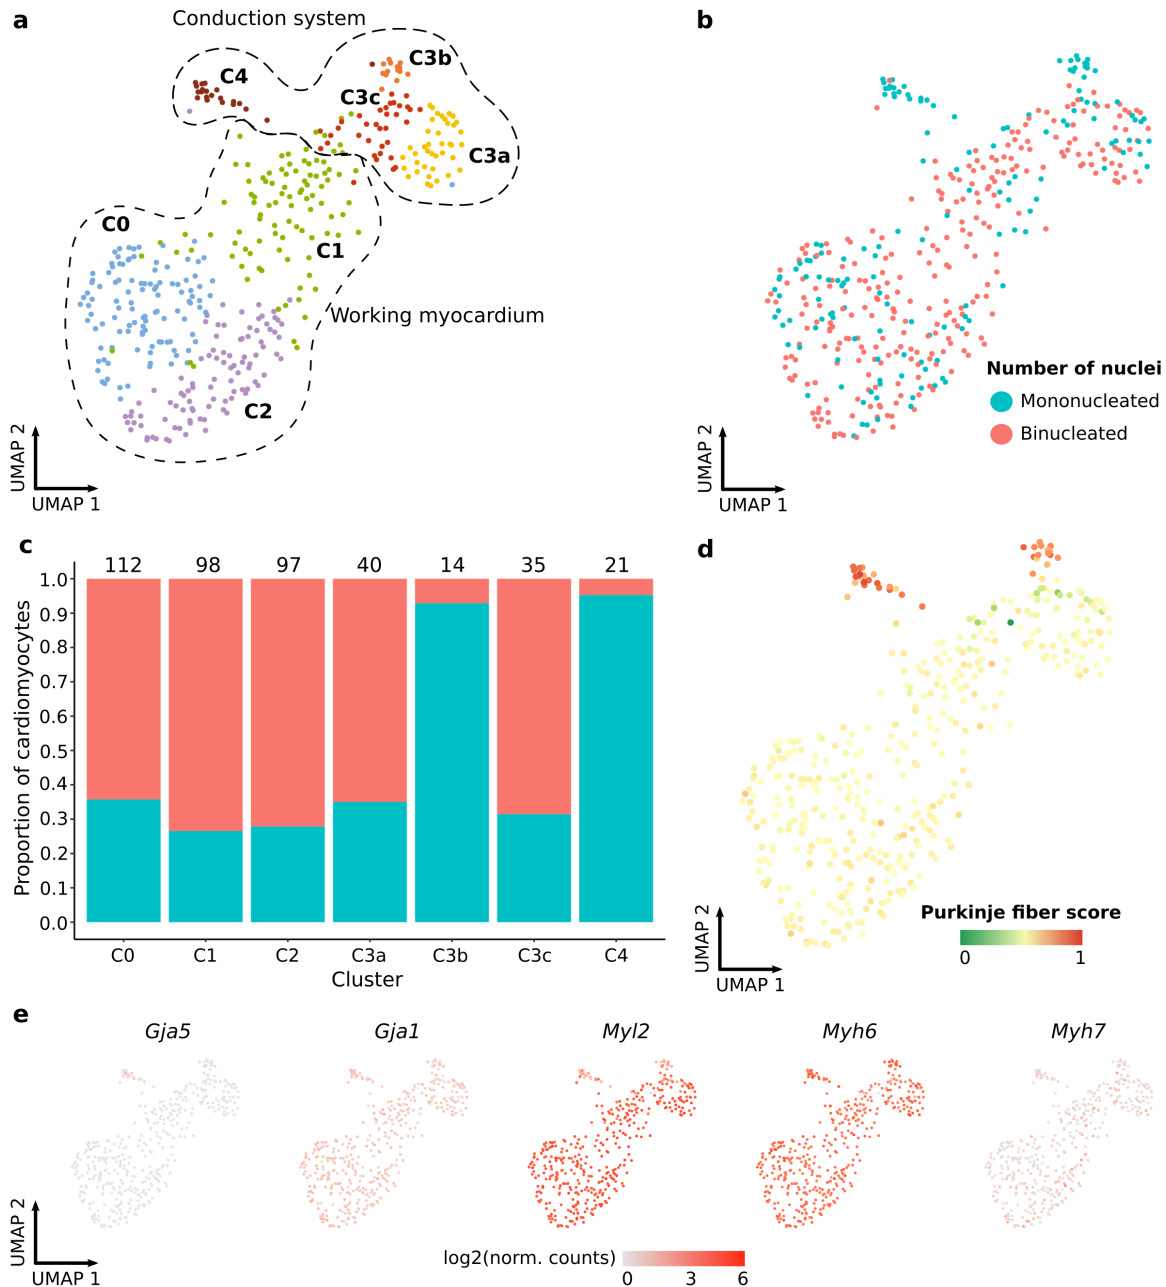 a
Conduction system
C4
C3b
C3c
C3a
C0
C1
Working myocardium
C2
UMAP 2
UMAP 1
b
Number of nuclei
Mononucleated
Binucleated
UMAP 2
UMAP 1
c
112 98 97 40 14 35 21
1.0
0.9
0.8
0.7
0.6
0.5
0.4
0.3
0.2
0.1
0.0
Proportion of cardiomyocytes
C0 C1 C2 C3a C3b C3c C4
Cluster
d
Purkinje fiber score
0 1
UMAP 2
UMAP 1
e
Gja5 Gja1 Myl2 Myh6 Myh7
UMAP 2
UMAP 1
log2(norm. counts)
0 3 6